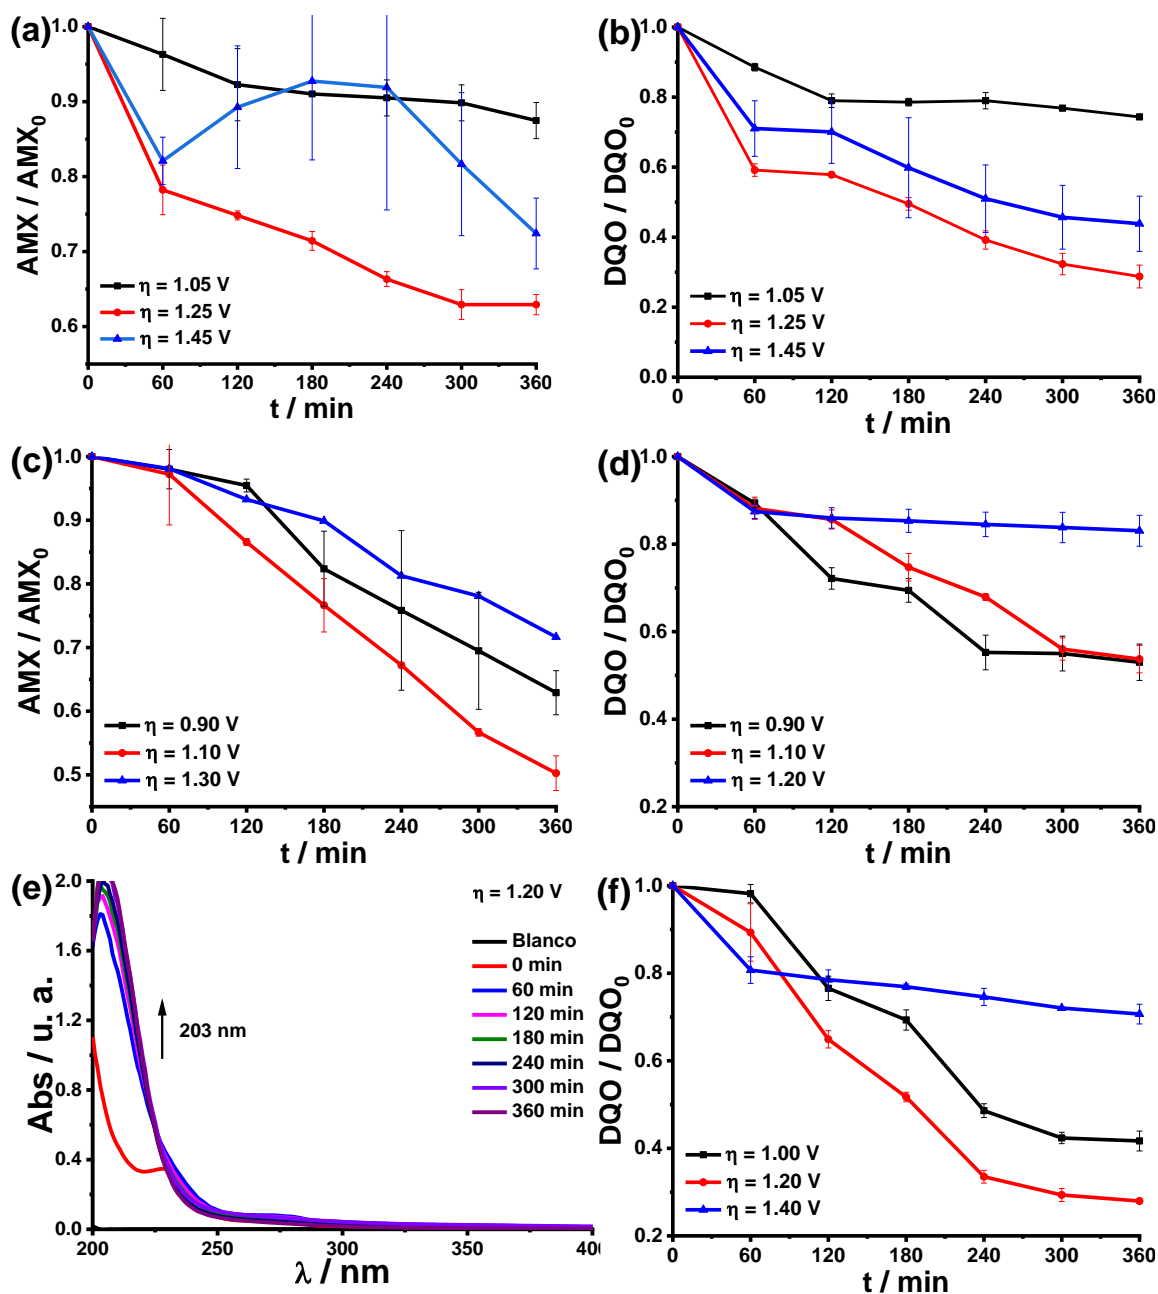 (a)
1.0
0.9
0.8
0.7
0.6
AMX / AMX0
η = 1.05 V
η = 1.25 V
η = 1.45 V
0 60 120 180 240 300 360
t / min
(b)
1.0
0.8
0.6
0.4
0.2
0.0
DQO / DQO0
η = 1.05 V
η = 1.25 V
η = 1.45 V
0 60 120 180 240 300 360
t / min
(c)
1.0
0.9
0.8
0.7
0.6
0.5
AMX / AMX0
η = 0.90 V
η = 1.10 V
η = 1.30 V
0 60 120 180 240 300 360
t / min
(d)
1.0
0.8
0.6
0.4
0.2
DQO / DQO0
η = 0.90 V
η = 1.10 V
η = 1.20 V
0 60 120 180 240 300 360
t / min
(e)
2.0
1.6
1.2
0.8
0.4
0.0
Abs / u. a.
η = 1.20 V
Blanco
0 min
60 min
120 min
180 min
240 min
300 min
360 min
203 nm
200 250 300 350 40
λ / nm
(f)
1.0
0.8
0.6
0.4
0.2
DQO / DQO0
η = 1.00 V
η = 1.20 V
η = 1.40 V
0 60 120 180 240 300 360
t / min